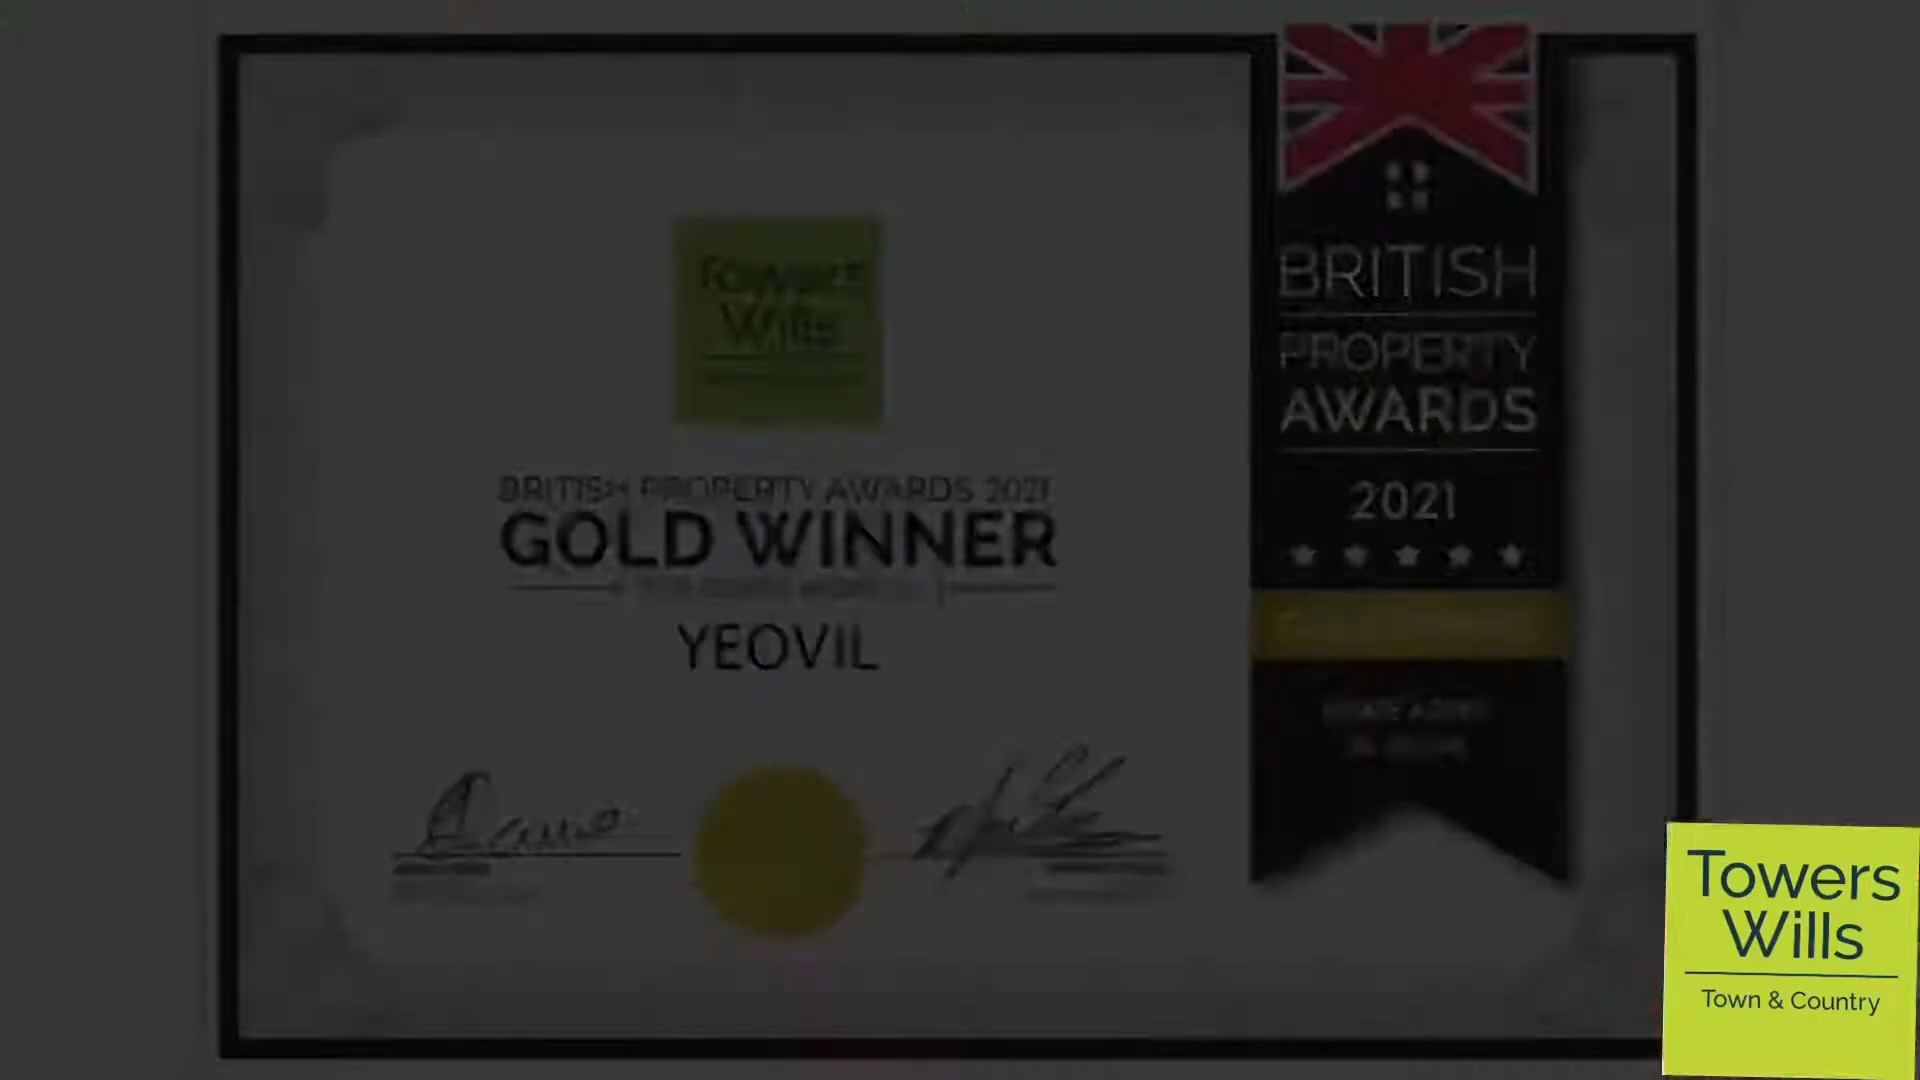 Towers
Wills
BRITISH PROPERTY AWARDS 2021
GOLD WINNER
YEOVIL
BRITISH
PROPERTY
AWARDS
2021
Towers
Wills
Town & Country